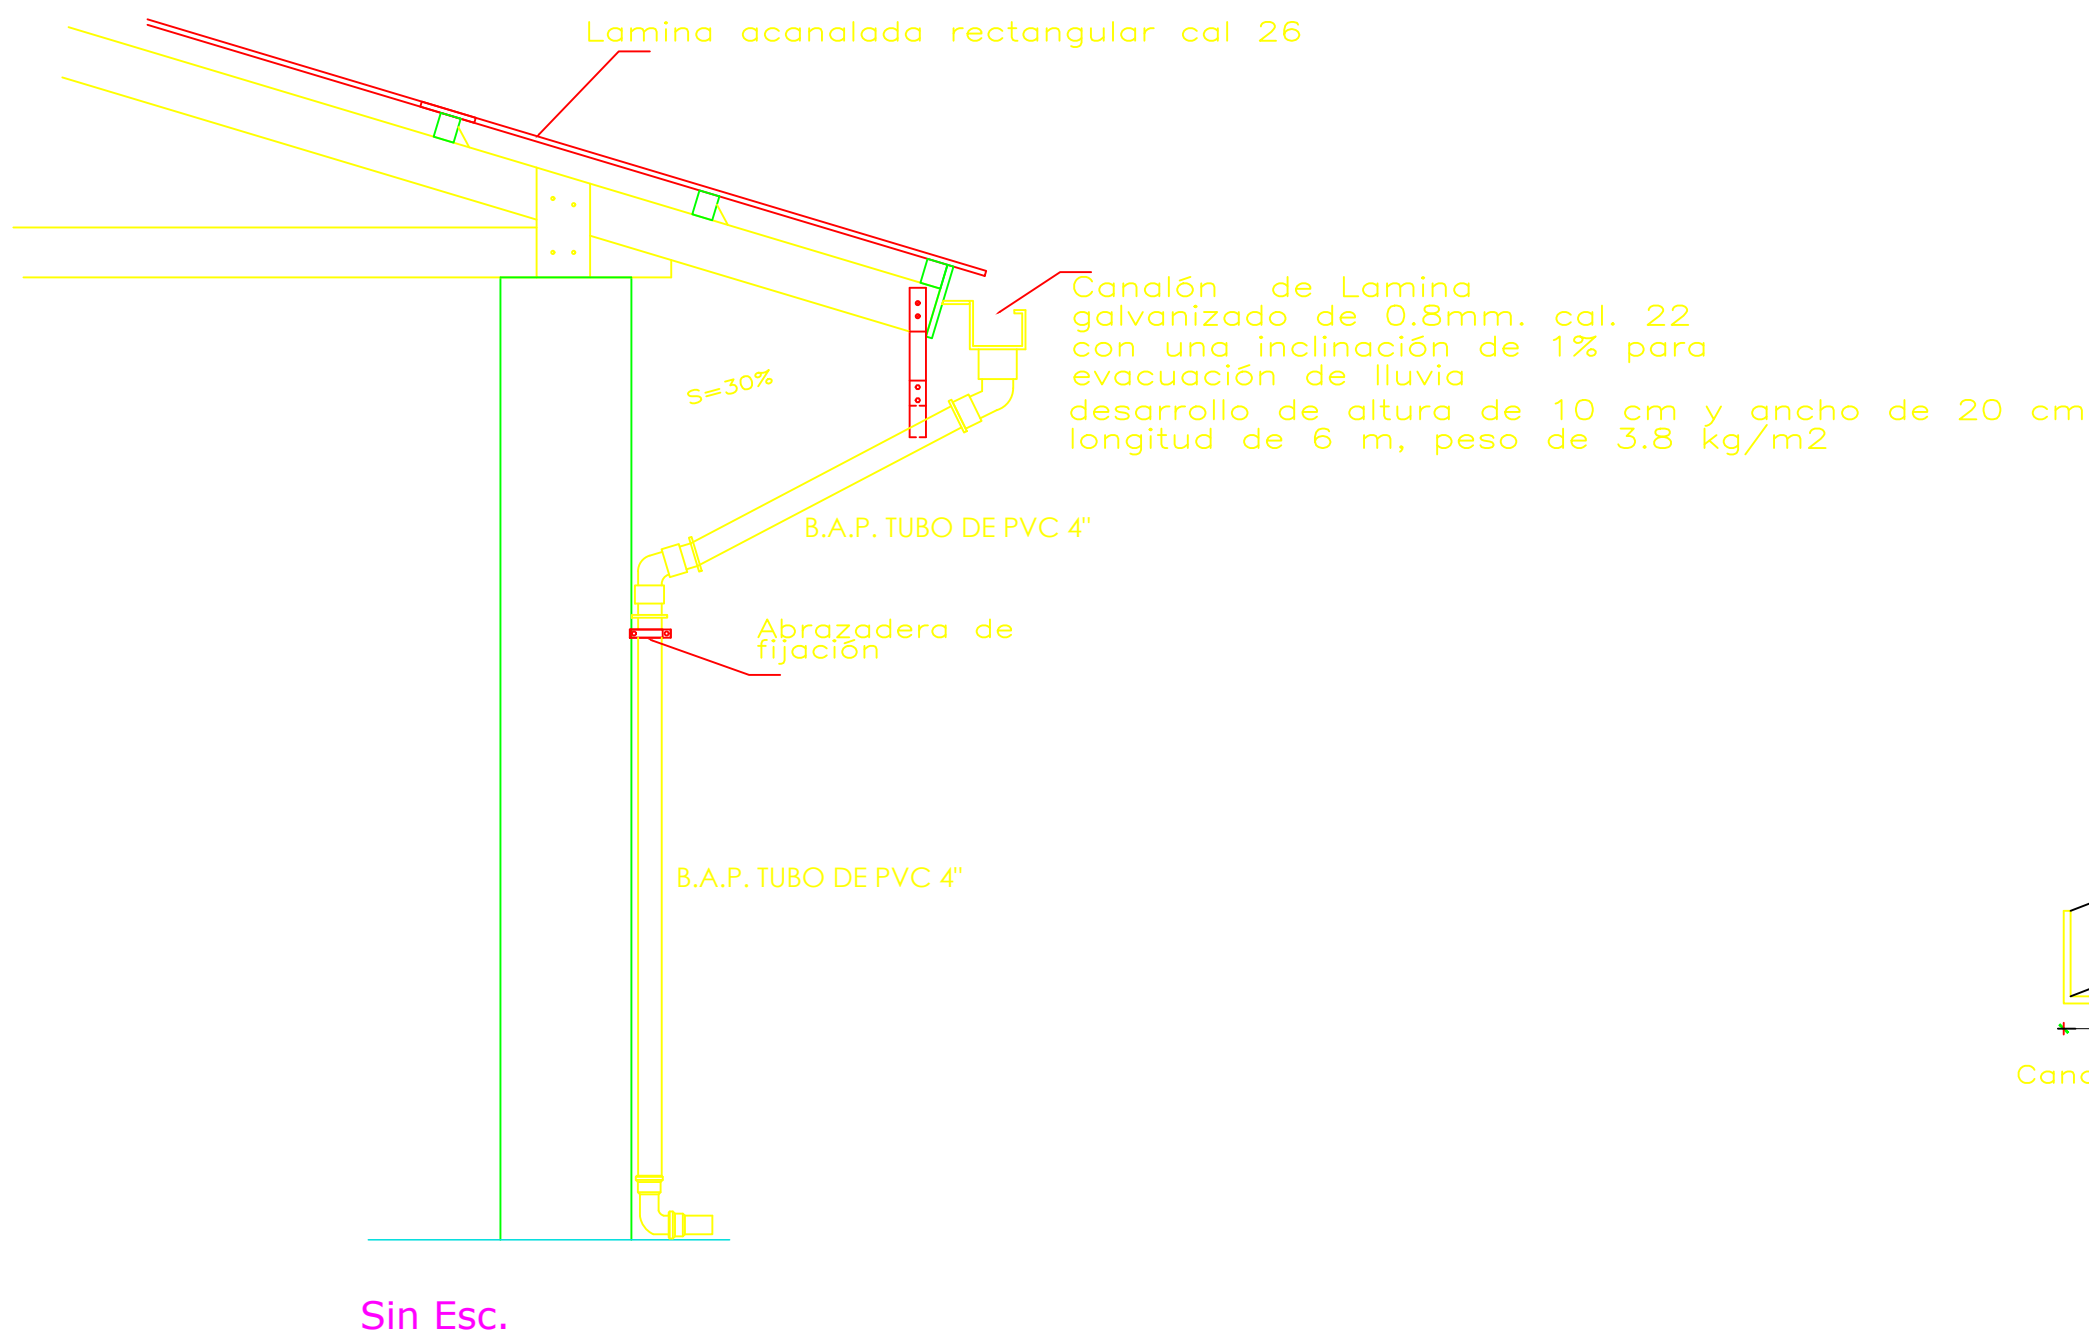 Lamina acanalada rectangular cal 26
Canalón de Lamina
galvanizado de 0.8mm. cal. 22
con una inclinación de 1% para
evacuación de lluvia
desarrollo de altura de 10 cm y ancho de 20 cm
longitud de 6 m, peso de 3.8 kg/m2
s=30%
B.A.P. TUBO DE PVC 4"
Abrazadera de
fijación
B.A.P. TUBO DE PVC 4"
Sin Esc.